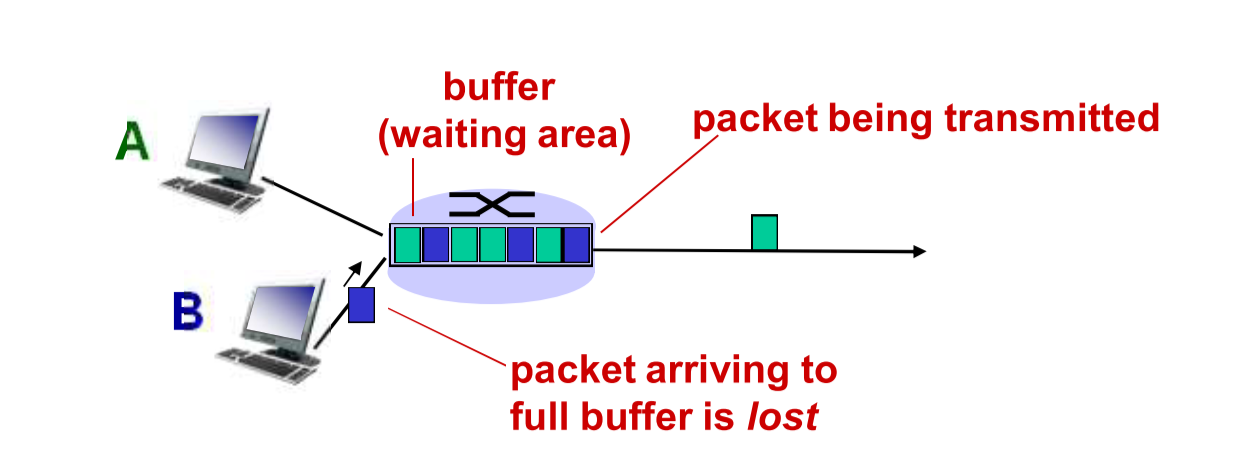 buffer
(waiting area)
packet being transmitted
A
B
packet arriving to
full buffer is lost